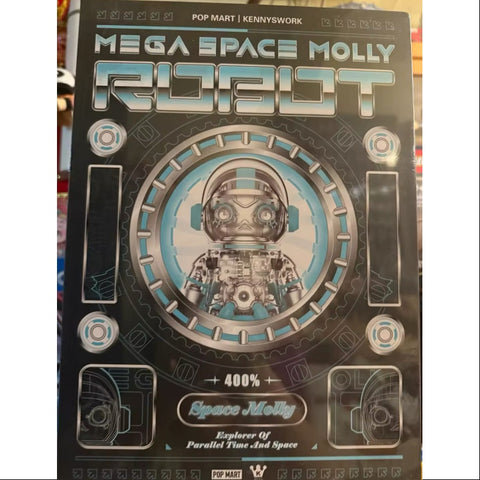 POP MART | KENNYSWORK
MEGA SPACE MOLLY
ROBOT
400%
Space Molly
Explorer Of
Parallel Time And Space
POP MART